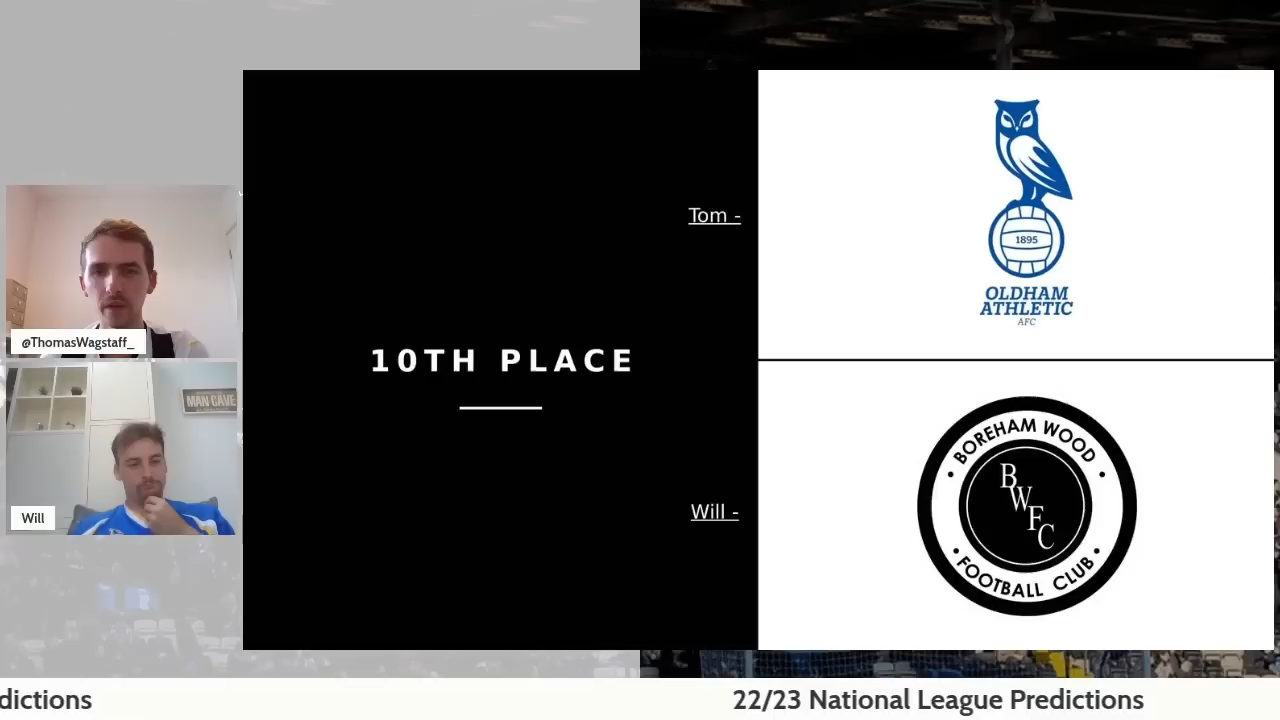 10TH PLACE
Tom -
Will -
1895
OLDHAM
ATHLETIC
AFC
BOREHAM WOOD
B
W
F
C
FOOTBALL CLUB
@ThomasWagstaff_
MAN CAVE
Will
dictions
22/23 National League Predictions